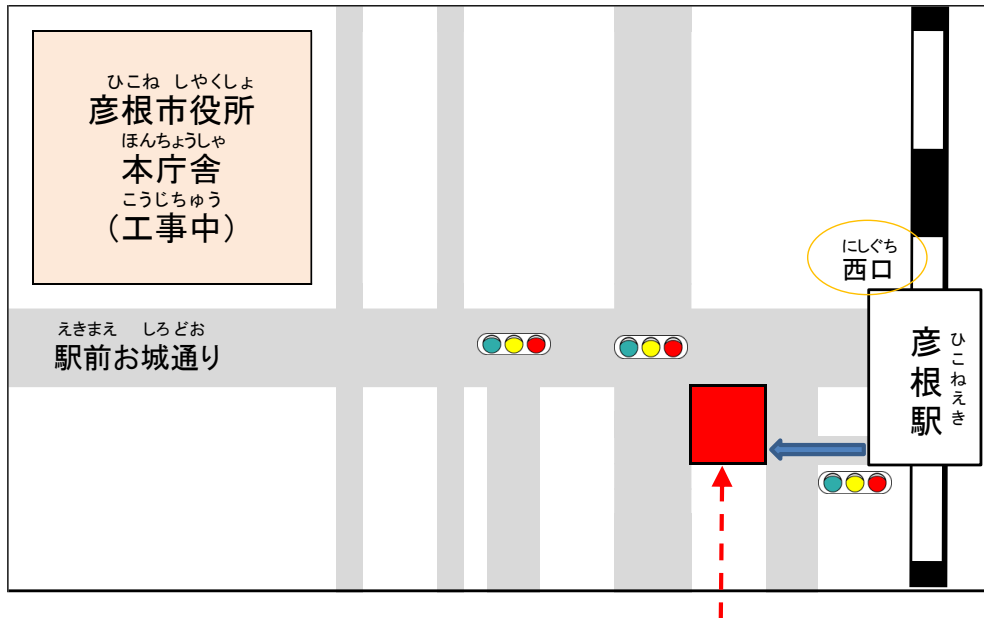 ひこね しやくしょ
彦根市役所
ほんちょうしゃ
本庁舎
こうじちゅう
（工事中）
にしぐち
西口
えきまえ しろどお
駅前お城通り
彦根駅
ひこねえき